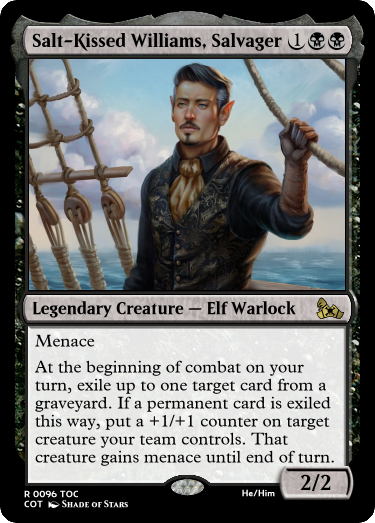 Salt-Kissed Williams, Salvager 1
Legendary Creature — Elf Warlock
Menace
At the beginning of combat on your
turn, exile up to one target card from a
graveyard. If a permanent card is exiled
this way, put a +1/+1 counter on target
creature your team controls. That
creature gains menace until end of turn.
2/2
R 0096 TOC
He/Him
COT Shade of Stars